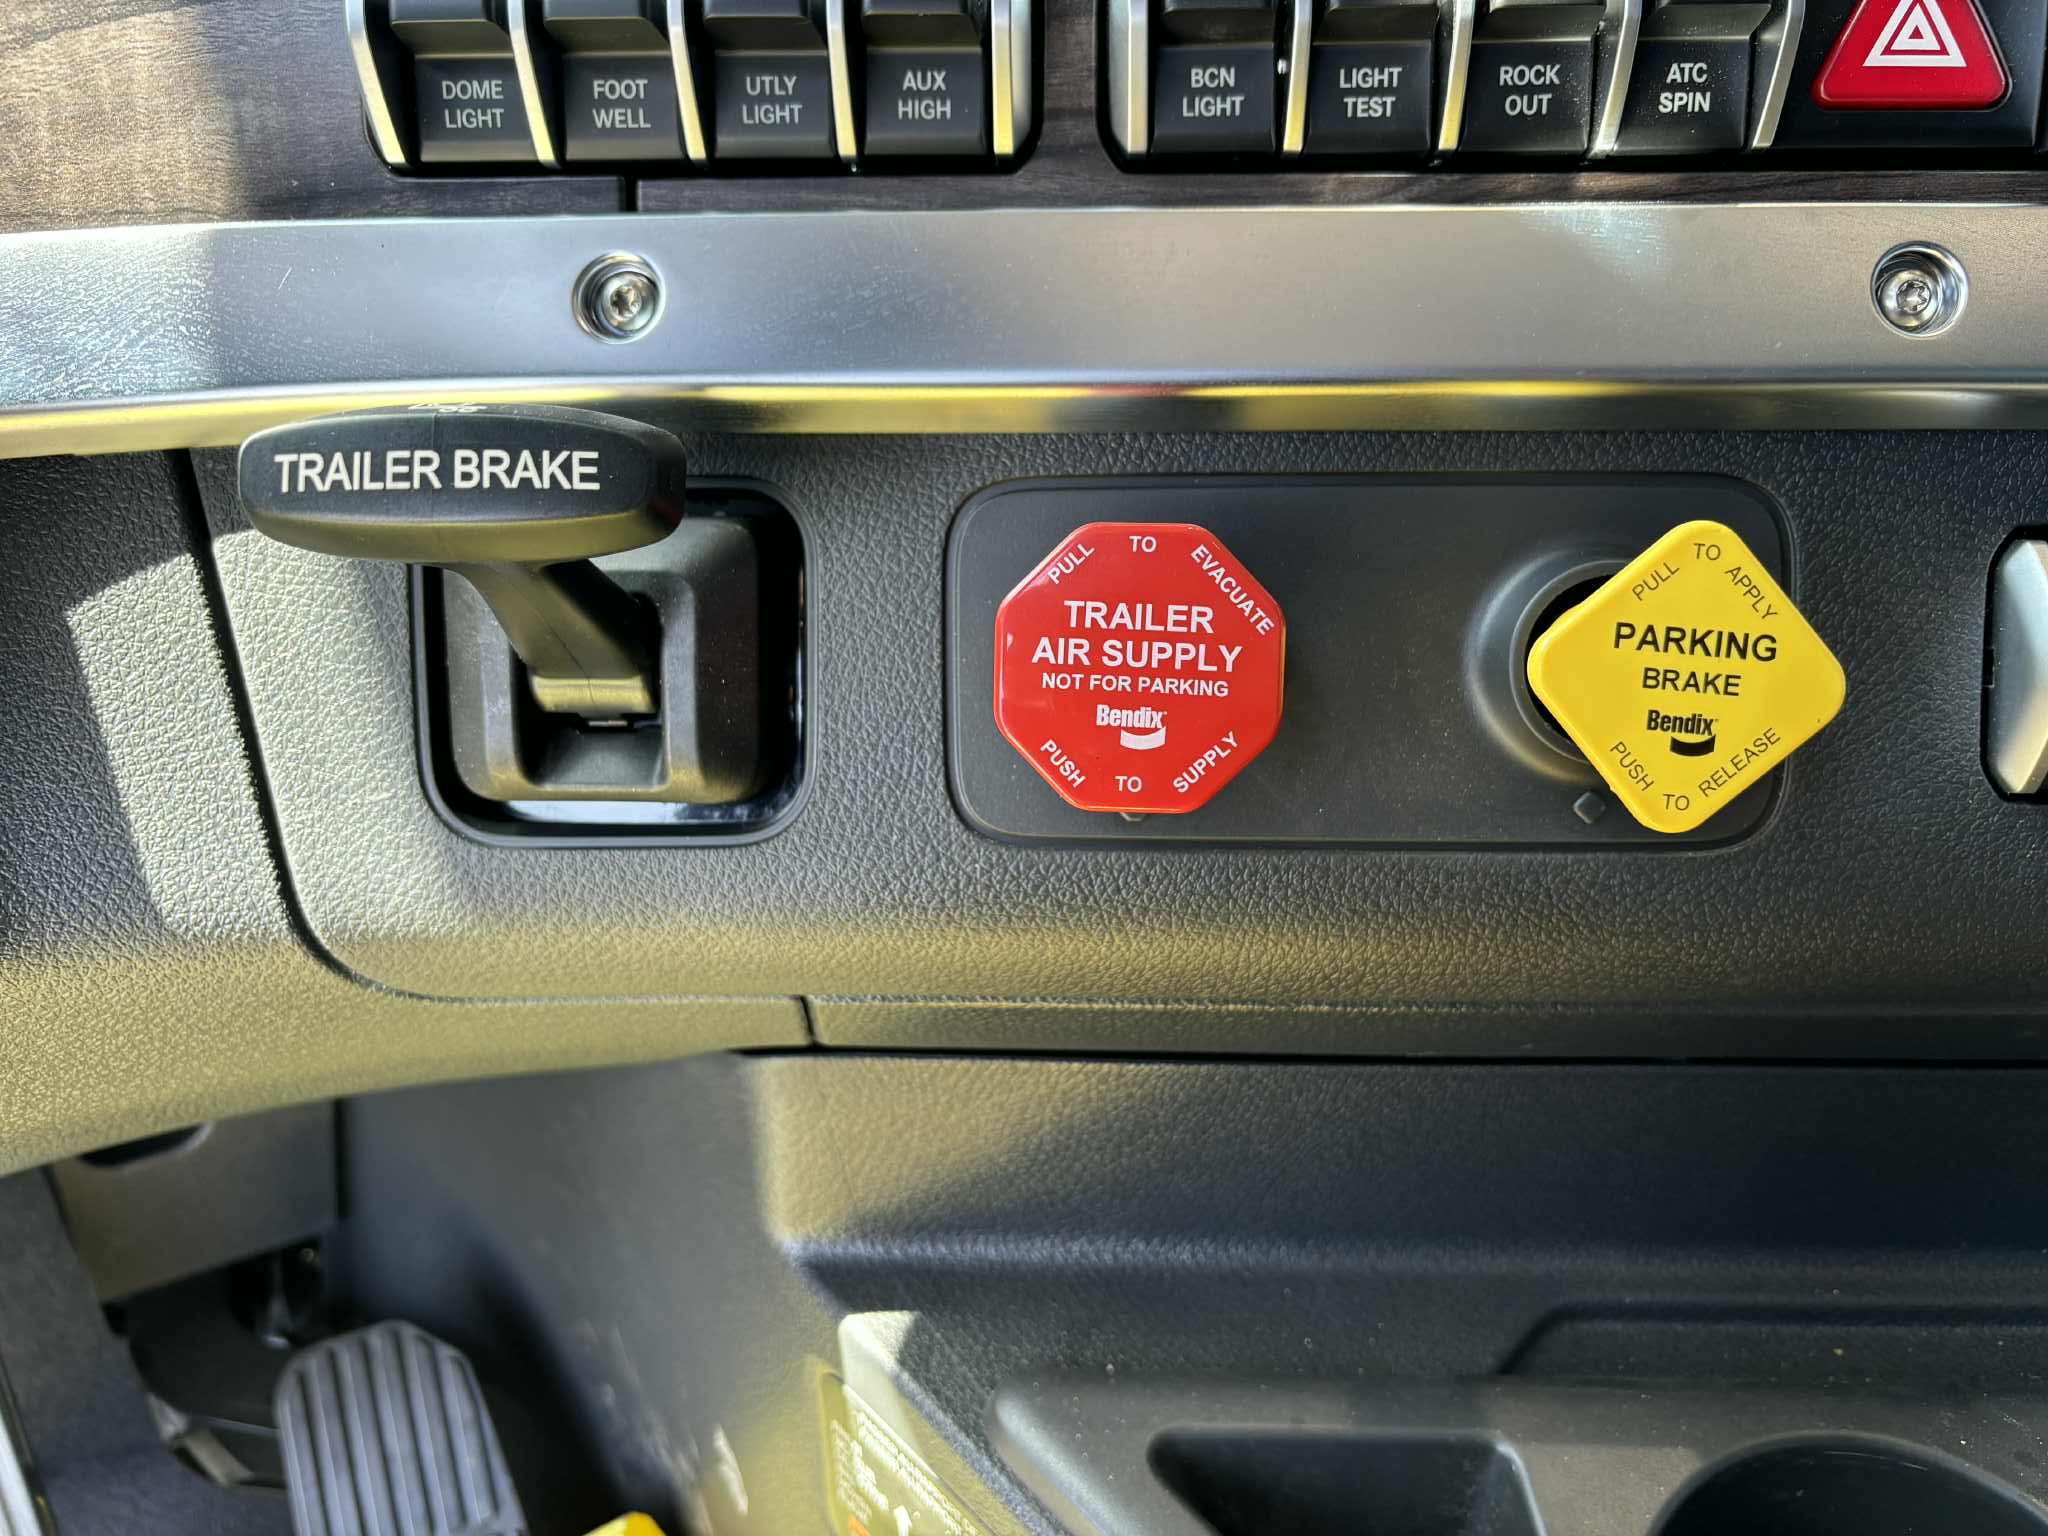 DOME
LIGHT
FOOT
WELL
UTLY
LIGHT
AUX
HIGH
BCN
LIGHT
LIGHT
TEST
ROCK
OUT
ATC
SPIN
TRAILER BRAKE
PULL TO EVACUATE
TRAILER
AIR SUPPLY
NOT FOR PARKING
Bendix
PUSH TO SUPPLY
PULL TO APPLY
PARKING
BRAKE
Bendix
PUSH TO RELEASE